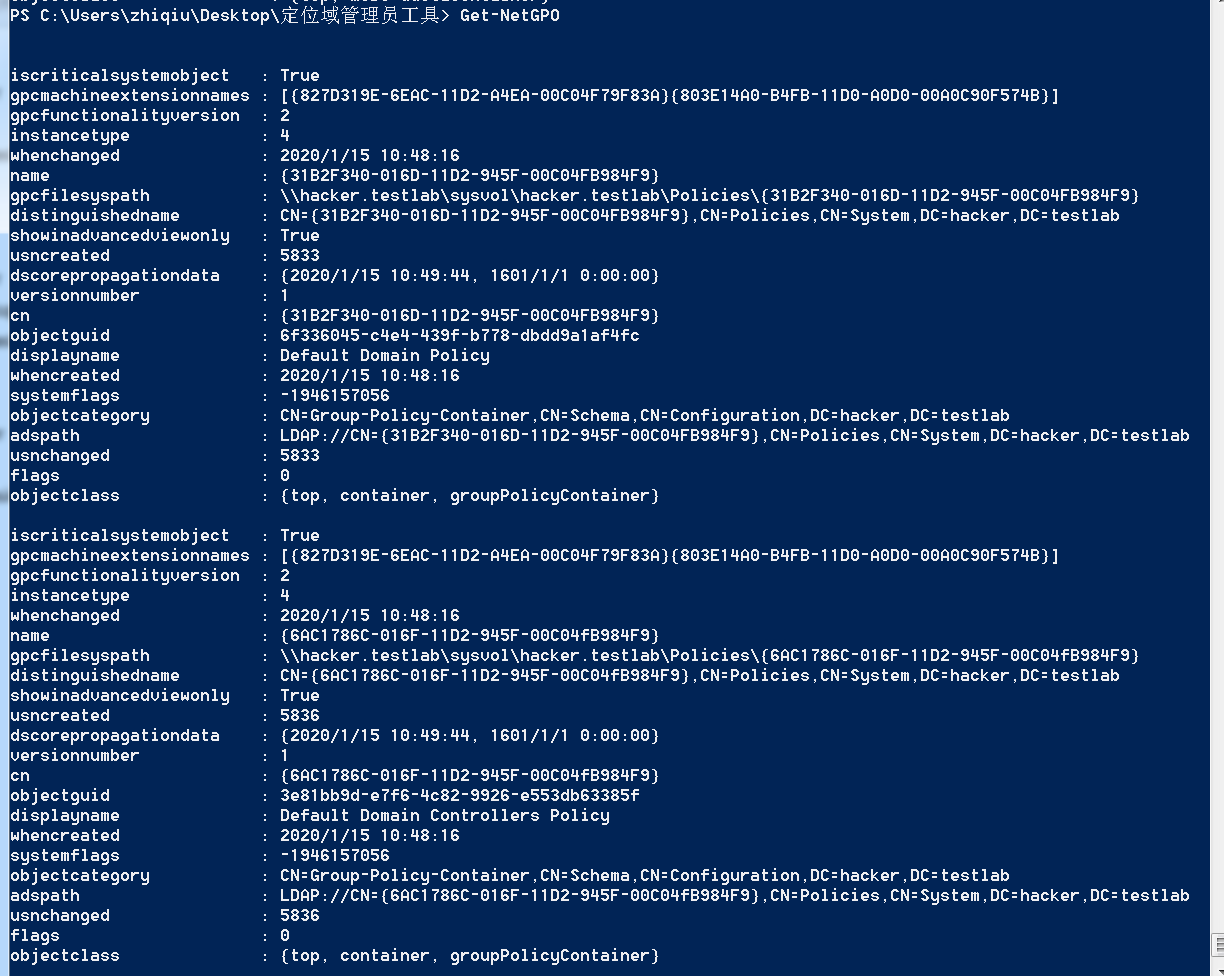 PS C:\Users\zhiqiu\Desktop\定位域管理员工具> Get-NetGPO
iscriticalsystemobject : True
gpcmachineextensionnames : [{827D319E-6EAC-11D2-A4EA-00C04F79F83A}{803E14A0-B4FB-11D0-A0D0-00A0C90F574B}]
gpcfunctionalityversion : 2
instancetype : 4
whenchanged : 2020/1/15 10:48:16
name : {31B2F340-016D-11D2-945F-00C04FB984F9}
gpcfilesyspath : \\hacker.testlab\sysvol\hacker.testlab\Policies\{31B2F340-016D-11D2-945F-00C04FB984F9}
distinguishedname : CN={31B2F340-016D-11D2-945F-00C04FB984F9},CN=Policies,CN=System,DC=hacker,DC=testlab
showinadvancedviewonly : True
usncreated : 5833
dscorepropagationdata : {2020/1/15 10:49:44, 1601/1/1 0:00:00}
versionnumber : 1
cn : {31B2F340-016D-11D2-945F-00C04FB984F9}
objectguid : 6f336045-c4e4-439f-b778-dbdd9a1af4fc
displayname : Default Domain Policy
whencreated : 2020/1/15 10:48:16
systemflags : -1946157056
objectcategory : CN=Group-Policy-Container,CN=Schema,CN=Configuration,DC=hacker,DC=testlab
adspath : LDAP://CN={31B2F340-016D-11D2-945F-00C04FB984F9},CN=Policies,CN=System,DC=hacker,DC=testlab
usnchanged : 5833
flags : 0
objectclass : {top, container, groupPolicyContainer}
iscriticalsystemobject : True
gpcmachineextensionnames : [{827D319E-6EAC-11D2-A4EA-00C04F79F83A}{803E14A0-B4FB-11D0-A0D0-00A0C90F574B}]
gpcfunctionalityversion : 2
instancetype : 4
whenchanged : 2020/1/15 10:48:16
name : {6AC1786C-016F-11D2-945F-00C04fB984F9}
gpcfilesyspath : \\hacker.testlab\sysvol\hacker.testlab\Policies\{6AC1786C-016F-11D2-945F-00C04fB984F9}
distinguishedname : CN={6AC1786C-016F-11D2-945F-00C04fB984F9},CN=Policies,CN=System,DC=hacker,DC=testlab
showinadvancedviewonly : True
usncreated : 5836
dscorepropagationdata : {2020/1/15 10:49:44, 1601/1/1 0:00:00}
versionnumber : 1
cn : {6AC1786C-016F-11D2-945F-00C04fB984F9}
objectguid : 3e81bb9d-e7f6-4c82-9926-e553db63385f
displayname : Default Domain Controllers Policy
whencreated : 2020/1/15 10:48:16
systemflags : -1946157056
objectcategory : CN=Group-Policy-Container,CN=Schema,CN=Configuration,DC=hacker,DC=testlab
adspath : LDAP://CN={6AC1786C-016F-11D2-945F-00C04fB984F9},CN=Policies,CN=System,DC=hacker,DC=testlab
usnchanged : 5836
flags : 0
objectclass : {top, container, groupPolicyContainer}